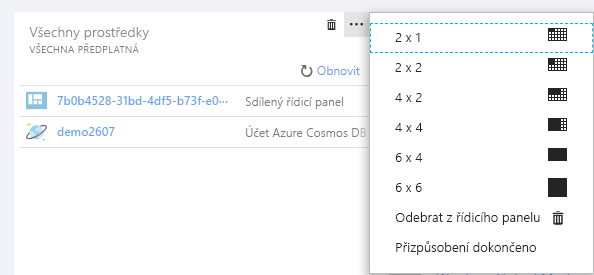 Všechny prostředky
VŠECHNA PŘEDPLATNÁ
Obnovit
7b0b4528-31bd-4df5-b73f-e0··· Sdílený řídicí panel
demo2607 Účet Azure Cosmos DB
2 x 1
2 x 2
4 x 2
4 x 4
6 x 4
6 x 6
Odebrat z řídicího panelu
Přizpůsobení dokončeno